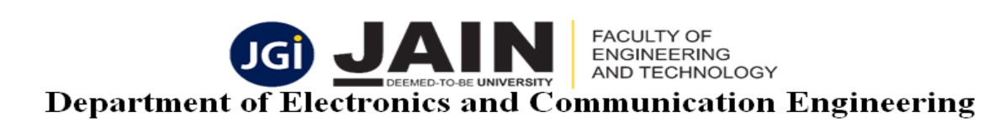 JGi
JAIN
DEEMED-TO-BE UNIVERSITY
FACULTY OF
ENGINEERING
AND TECHNOLOGY
Department of Electronics and Communication Engineering